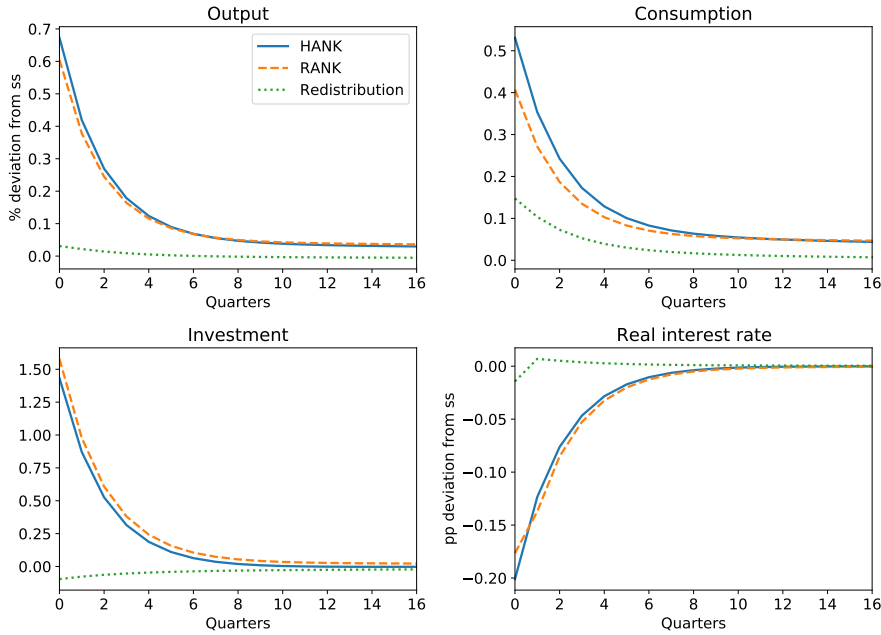 Output
Consumption
% deviation from ss
0.7
0.6
0.5
0.4
0.3
0.2
0.1
0.0
HANK
RANK
Redistribution
0 2 4 6 8 10 12 14 16
Quarters
0.5
0.4
0.3
0.2
0.1
0.0
0 2 4 6 8 10 12 14 16
Quarters
Investment
Real interest rate
1.50
1.25
1.00
0.75
0.50
0.25
0.00
0 2 4 6 8 10 12 14 16
Quarters
pp deviation from ss
0.00
−0.05
−0.10
−0.15
−0.20
0 2 4 6 8 10 12 14 16
Quarters